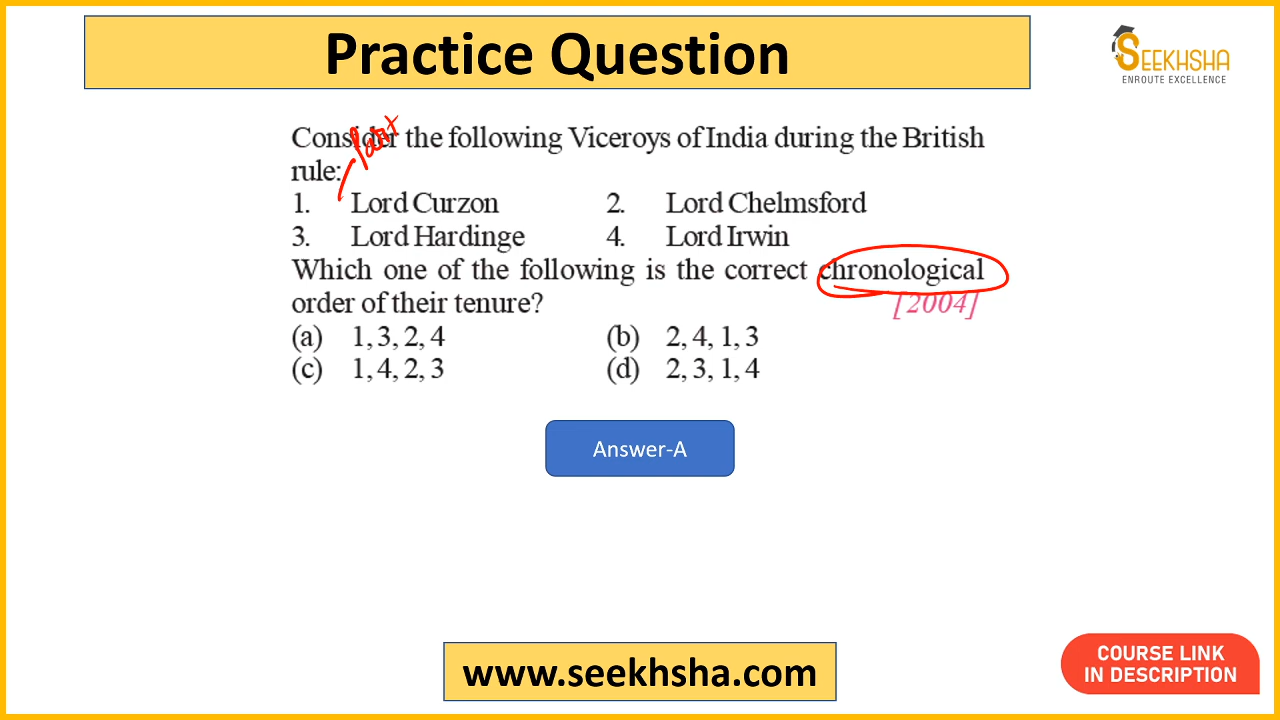 Practice Question
SEEKHSHA
ENROUTE EXCELLENCE
Consider the following Viceroys of India during the British
rule:
1. Lord Curzon 2. Lord Chelmsford
3. Lord Hardinge 4. Lord Irwin
Which one of the following is the correct chronological
order of their tenure? [2004]
(a) 1, 3, 2, 4 (b) 2, 4, 1, 3
(c) 1, 4, 2, 3 (d) 2, 3, 1, 4
Answer-A
www.seekhsha.com
COURSE LINK
IN DESCRIPTION